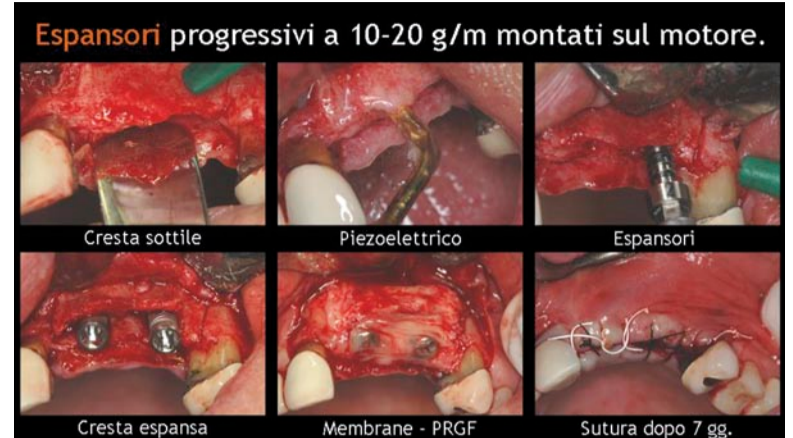 Espansori progressivi a 10-20 g/m montati sul motore.
Cresta sottile
Piezoelettrico
Espansori
Cresta espansa
Membrane - PRGF
Sutura dopo 7 gg.